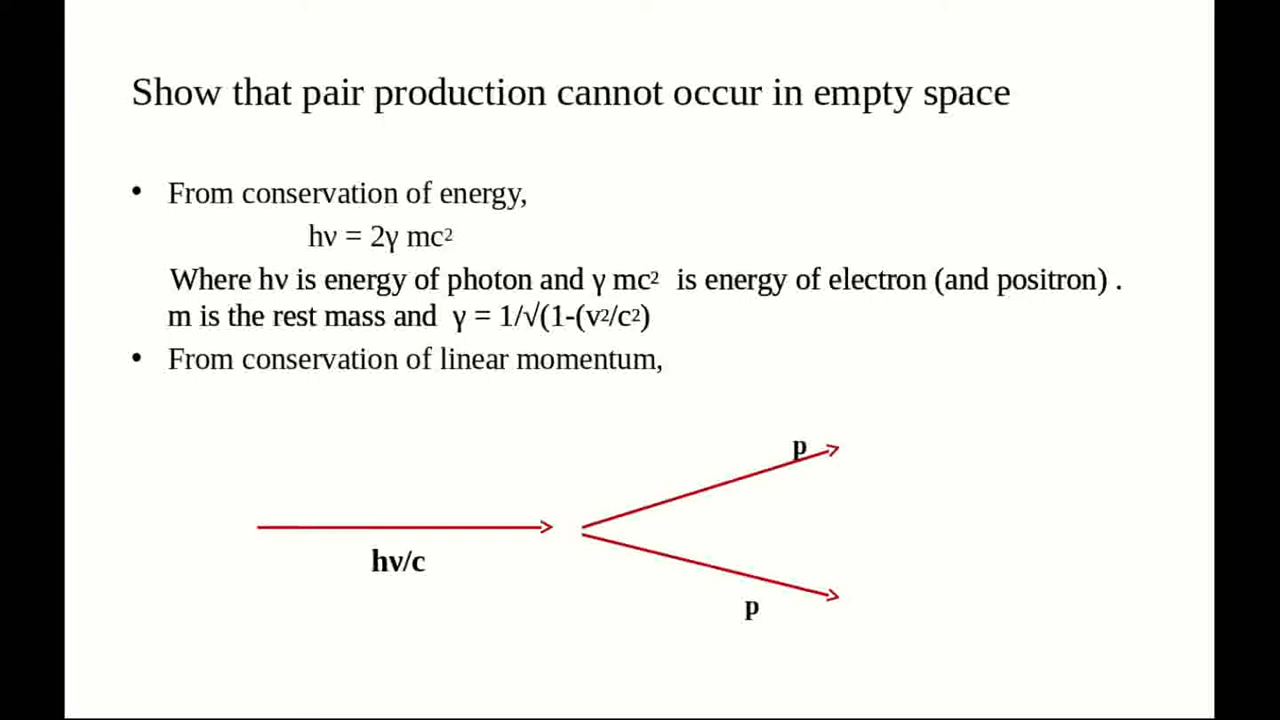 Show that pair production cannot occur in empty space
• From conservation of energy,
hν = 2γ mc²
Where hν is energy of photon and γ mc² is energy of electron (and positron) .
m is the rest mass and γ = 1/√(1-(v²/c²)
• From conservation of linear momentum,
p
hν/c
p